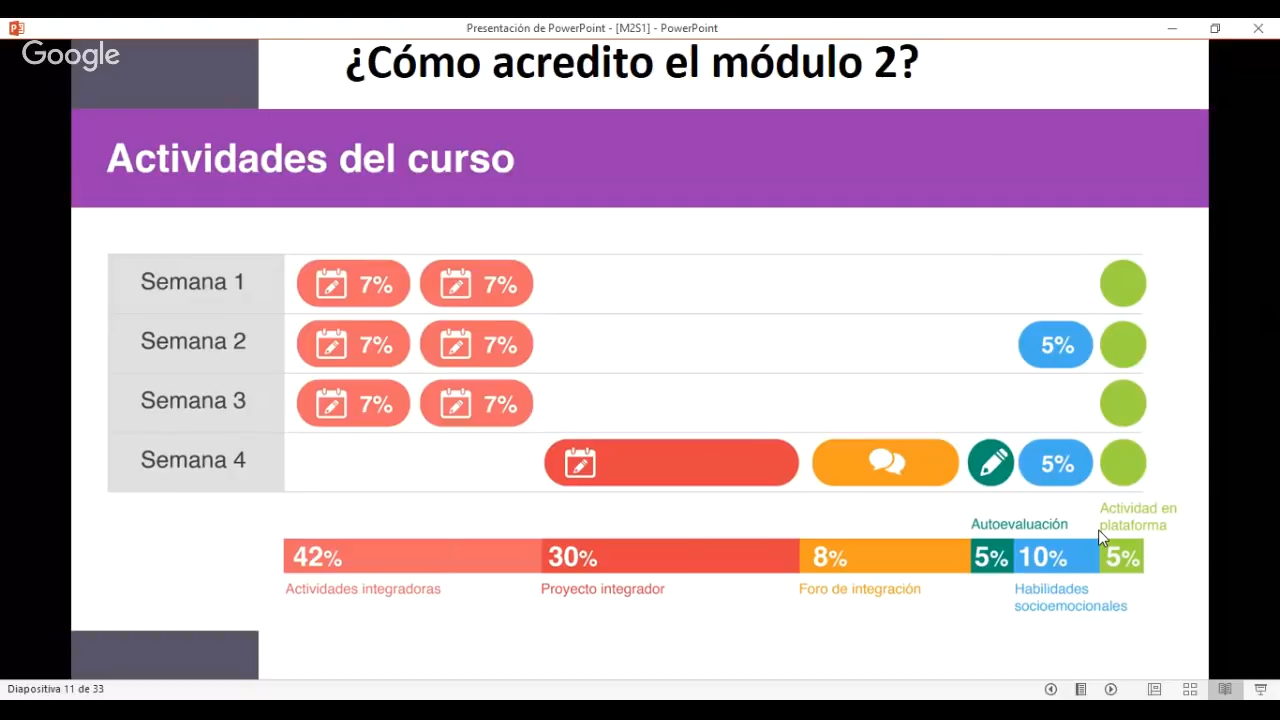 Presentación de PowerPoint - [M2S1] - PowerPoint
Google
¿Cómo acredito el módulo 2?
Actividades del curso
Semana 1
7%
7%
Semana 2
7%
7%
5%
Semana 3
7%
7%
Semana 4
5%
Autoevaluación
Actividad en
plataforma
42%
30%
8%
5%
10%
5%
Actividades integradoras
Proyecto integrador
Foro de integración
Habilidades
socioemocionales
Diapositiva 11 de 33